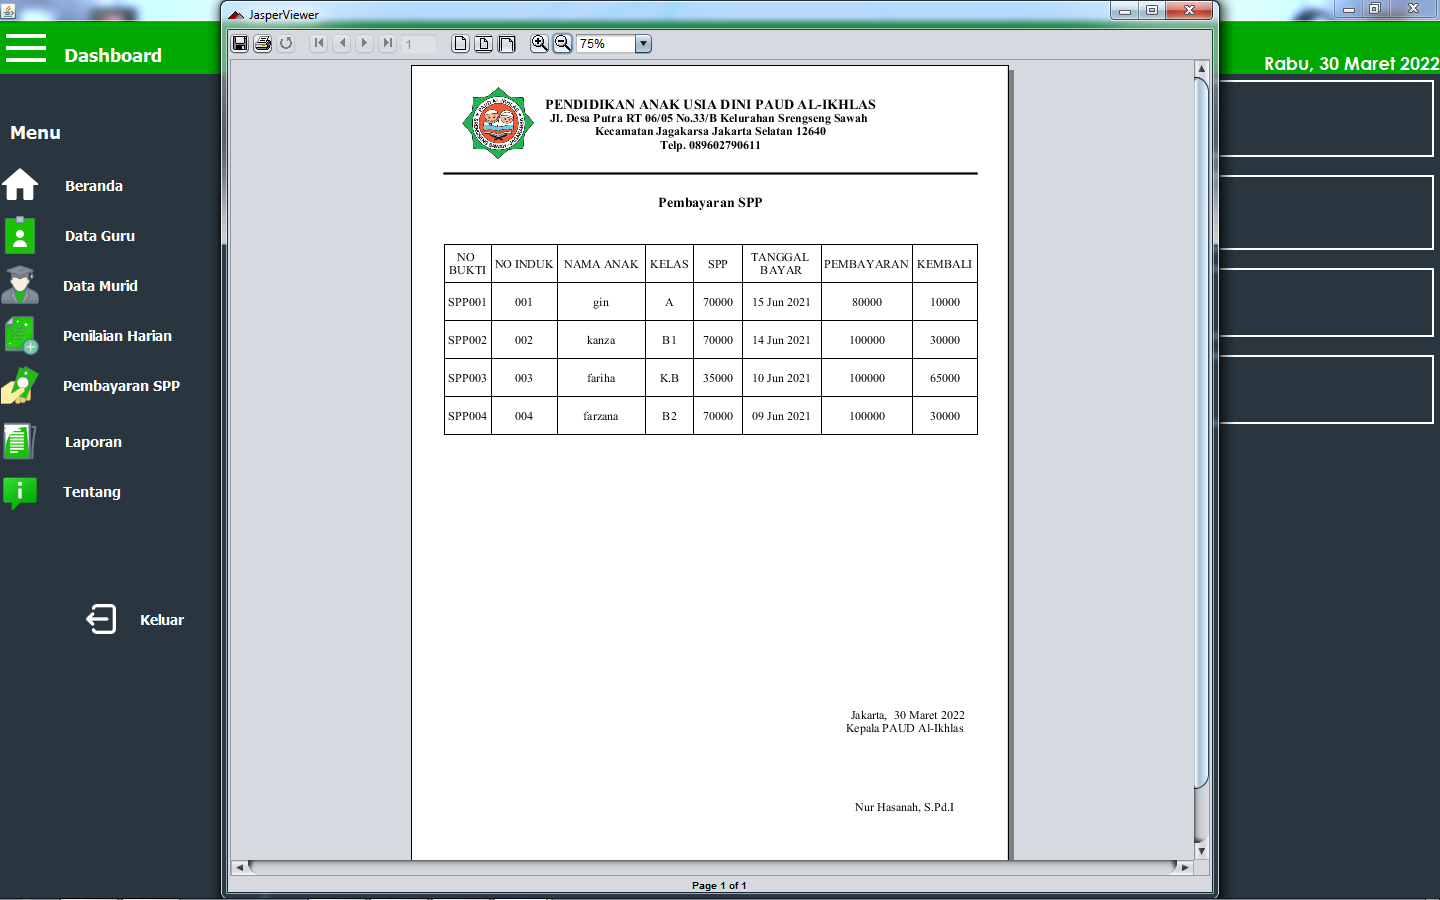 JasperViewer
1
75%
Dashboard
Rabu, 30 Maret 2022
Menu
Beranda
Data Guru
Data Murid
Penilaian Harian
Pembayaran SPP
Laporan
Tentang
Keluar
PENDIDIKAN ANAK USIA DINI PAUD AL-IKHLAS
Jl. Desa Putra RT 06/05 No.33/B Kelurahan Srengseng Sawah
Kecamatan Jagakarsa Jakarta Selatan 12640
Telp. 089602790611
Pembayaran SPP
NO BUKTI NO INDUK NAMA ANAK KELAS SPP TANGGAL BAYAR PEMBAYARAN KEMBALI
SPP001 001 gin A 70000 15 Jun 2021 80000 10000
SPP002 002 kanza B1 70000 14 Jun 2021 100000 30000
SPP003 003 fariha K.B 35000 10 Jun 2021 100000 65000
SPP004 004 farzana B2 70000 09 Jun 2021 100000 30000
Jakarta, 30 Maret 2022
Kepala PAUD Al-Ikhlas
Nur Hasanah, S.Pd.I
Page 1 of 1